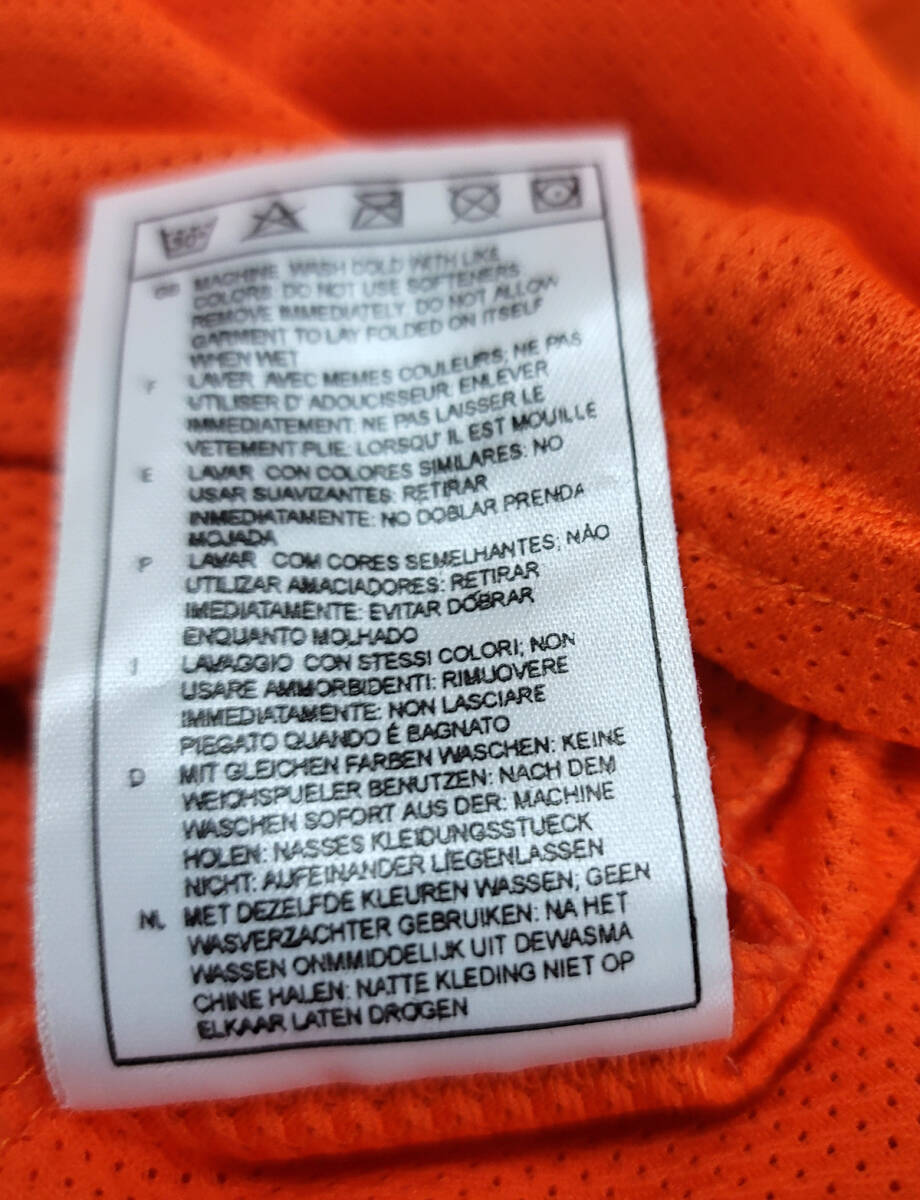 30°
GB MACHINE WASH COLD WITH LIKE
COLORS: DO NOT USE SOFTENERS:
REMOVE IMMEDIATELY: DO NOT ALLOW
GARMENT TO LAY FOLDED ON ITSELF
WHEN WET
F LAVER AVEC MEMES COULEURS; NE PAS
UTILISER D' ADOUCISSEUR: ENLEVER
IMMEDIATEMENT: NE PAS LAISSER LE
VETEMENT PLIE: LORSQU' IL EST MOUILLE
E LAVAR CON COLORES SIMILARES: NO
USAR SUAVIZANTES: RETIRAR
INMEDIATAMENTE: NO DOBLAR PRENDA
MOJADA
P LAVAR COM CORES SEMELHANTES; NÃO
UTILIZAR AMACIADORES: RETIRAR
IMEDIATAMENTE: EVITAR DOBRAR
ENQUANTO MOLHADO
I LAVAGGIO CON STESSI COLORI; NON
USARE AMMORBIDENTI: RIMUOVERE
IMMEDIATAMENTE: NON LASCIARE
PIEGATO QUANDO É BAGNATO
D MIT GLEICHEN FARBEN WASCHEN: KEINE
WEICHSPUELER BENUTZEN: NACH DEM
WASCHEN SOFORT AUS DER: MACHINE
HOLEN: NASSES KLEIDUNGSSTUECK
NICHT: AUFEINANDER LIEGENLASSEN
NL MET DEZELFDE KLEUREN WASSEN; GEEN
WASVERZACHTER GEBRUIKEN: NA HET
WASSEN ONMMIDDELIJK UIT DEWASMA
CHINE HALEN: NATTE KLEDING NIET OP
ELKAAR LATEN DROGEN